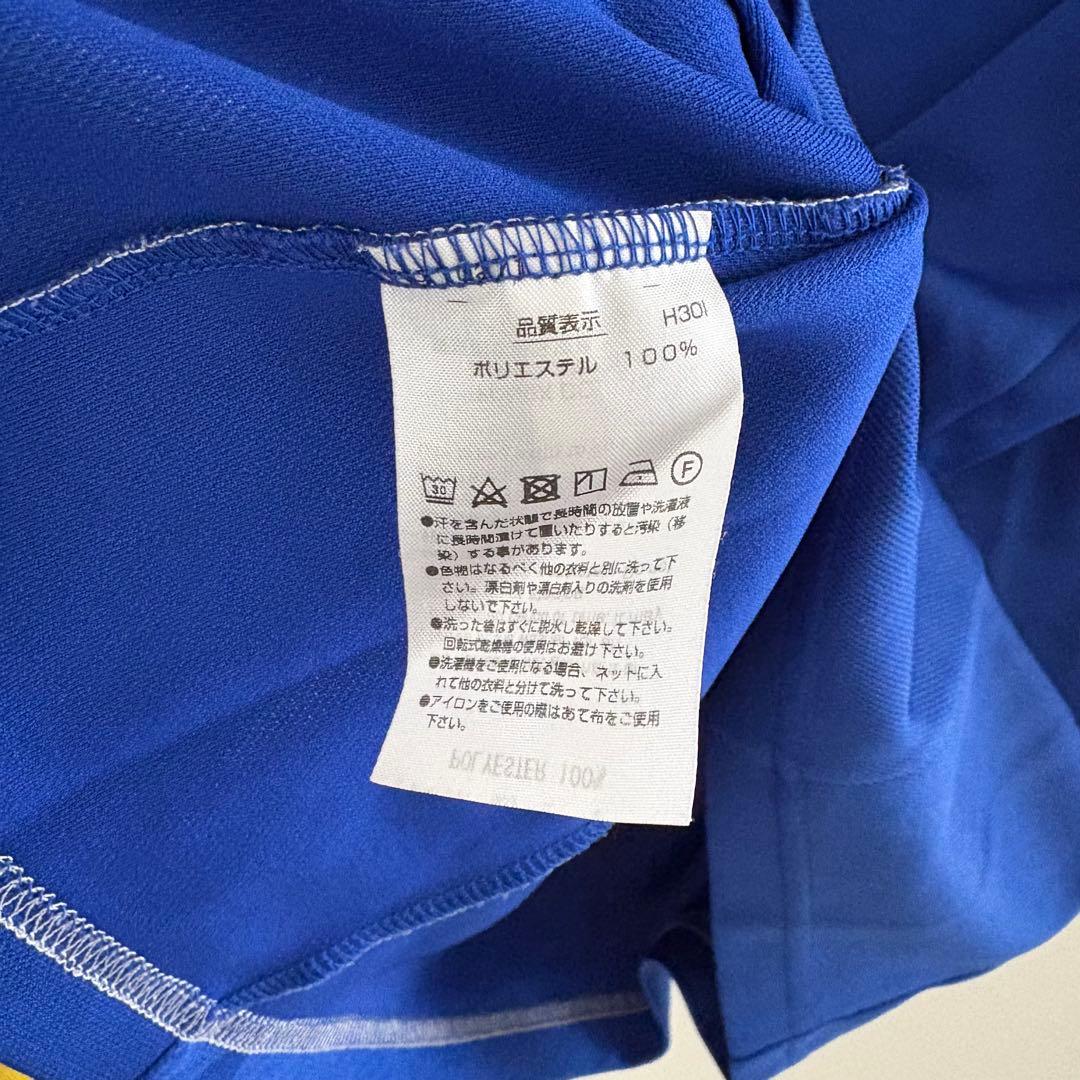 品質表示 H301
ポリエステル 100%
30 1 F
●汗を含んだ状態で長時間の放置や洗濯液
に長時間漬けて置いたりすると汚染(移
染)する事があります。
●色物はなるべく他の衣料と別に洗って下
さい。漂白剤や漂白剤入りの洗剤を使用
しないで下さい。
●洗った後はすぐに脱水し乾燥して下さい。
回転式乾燥機の使用はお避け下さい。
●洗濯機をご使用になる場合、ネットに入
れて他の衣料と分けて洗って下さい。
●アイロンをご使用の際はあて布をご使用
下さい。
POLYESTER 100%